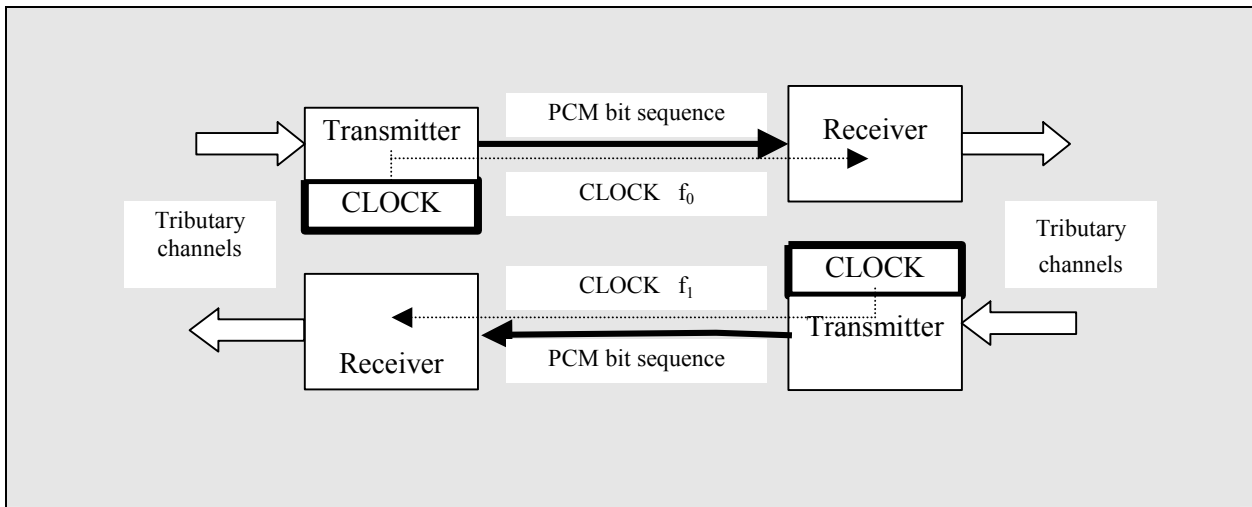 Transmitter
PCM bit sequence
Receiver
CLOCK
CLOCK f₀
Tributary
channels
Tributary
channels
CLOCK
CLOCK f₁
Transmitter
Receiver
PCM bit sequence